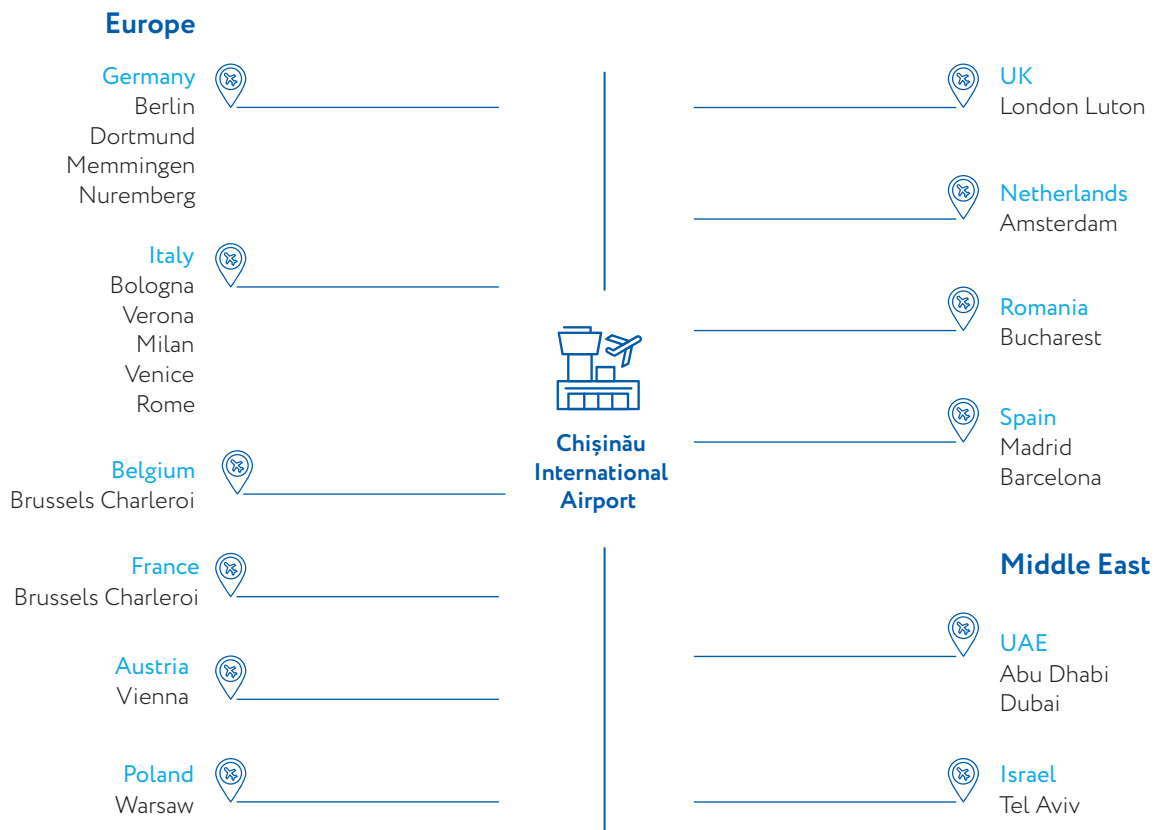 Europe
Germany
Berlin
Dortmund
Memmingen
Nuremberg
Italy
Bologna
Verona
Milan
Venice
Rome
Belgium
Brussels Charleroi
France
Brussels Charleroi
Austria
Vienna
Poland
Warsaw
Chișinău
International
Airport
UK
London Luton
Netherlands
Amsterdam
Romania
Bucharest
Spain
Madrid
Barcelona
Middle East
UAE
Abu Dhabi
Dubai
Israel
Tel Aviv